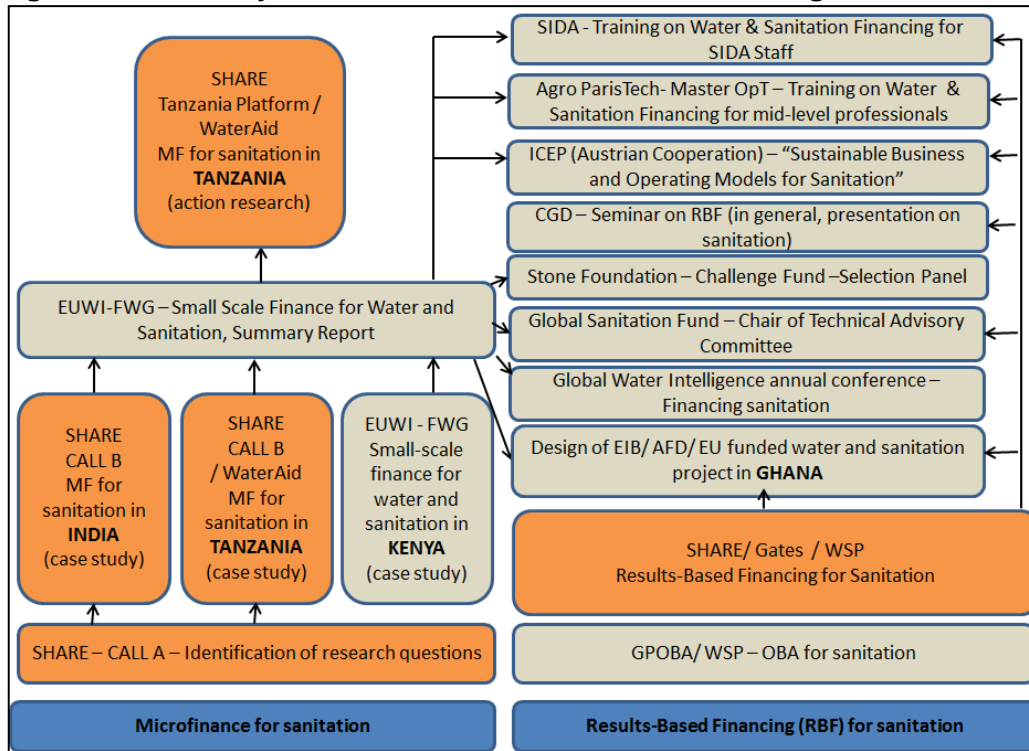 SHARE
Tanzania Platform /
WaterAid
MF for sanitation in
TANZANIA
(action research)
EUWI-FWG – Small Scale Finance for Water and
Sanitation, Summary Report
SHARE
CALL B
MF for
sanitation in
INDIA
(case study)
SHARE
CALL B
/ WaterAid
MF for
sanitation in
TANZANIA
(case study)
EUWI - FWG
Small-scale
finance for
water and
sanitation in
KENYA
(case study)
SHARE – CALL A – Identification of research questions
Microfinance for sanitation
SIDA - Training on Water & Sanitation Financing for
SIDA Staff
Agro ParisTech- Master OpT – Training on Water &
Sanitation Financing for mid-level professionals
ICEP (Austrian Cooperation) – “Sustainable Business
and Operating Models for Sanitation”
CGD – Seminar on RBF (in general, presentation on
sanitation)
Stone Foundation – Challenge Fund –Selection Panel
Global Sanitation Fund – Chair of Technical Advisory
Committee
Global Water Intelligence annual conference –
Financing sanitation
Design of EIB/ AFD/ EU funded water and sanitation
project in GHANA
SHARE/ Gates / WSP
Results-Based Financing for Sanitation
GPOBA/ WSP – OBA for sanitation
Results-Based Financing (RBF) for sanitation